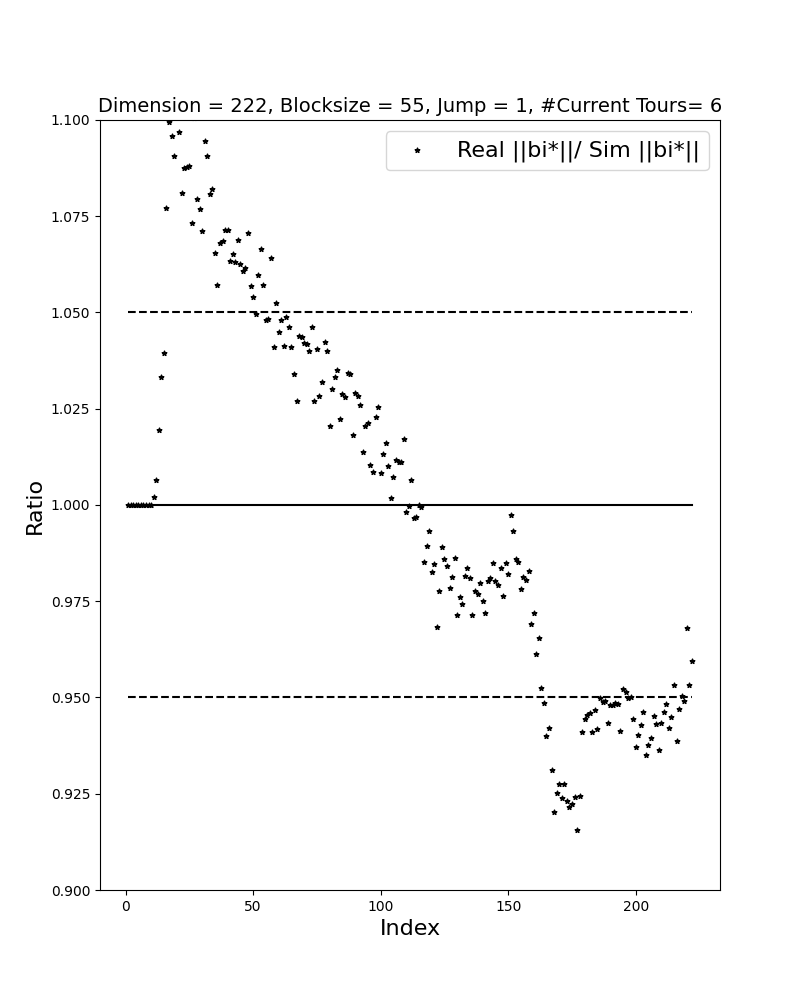 Dimension = 222, Blocksize = 55, Jump = 1, #Current Tours= 6
Real ||bi*||/ Sim ||bi*||
1.100
1.075
1.050
1.025
1.000
0.975
0.950
0.925
0.900
Ratio
0 50 100 150 200
Index